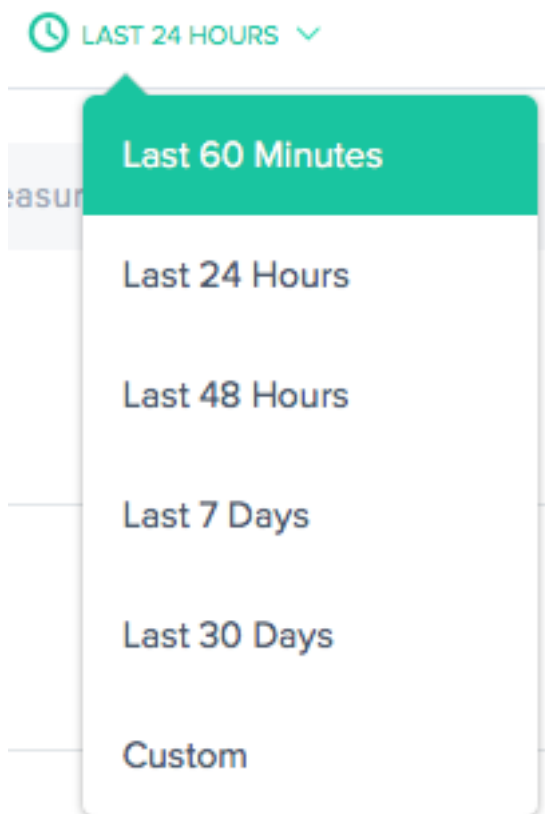 LAST 24 HOURS
Last 60 Minutes
Last 24 Hours
Last 48 Hours
Last 7 Days
Last 30 Days
Custom